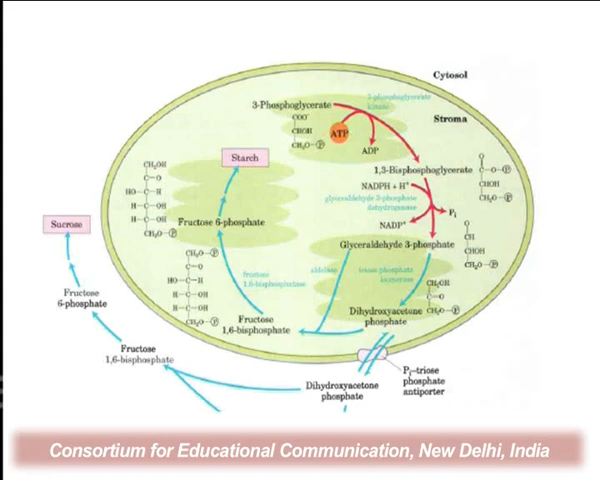 Cytosol
3-phosphoglycerate
kinase
3-Phosphoglycerate
COO⁻
CHOH
CH₂O–Ⓟ
ATP
ADP
Stroma
Starch
1,3-Bisphosphoglycerate
C–O–Ⓟ
CHOH
CH₂O–Ⓟ
NADPH + H⁺
glyceraldehyde 3-phosphate
dehydrogenase
Pᵢ
NADP⁺
CH₂OH
C=O
HO–C–H
H–C–OH
H–C–OH
CH₂O–Ⓟ
Fructose 6-phosphate
Sucrose
Glyceraldehyde 3-phosphate
CH
CHOH
CH₂O–Ⓟ
CH₂O–Ⓟ
C=O
HO–C–H
H–C–OH
H–C–OH
CH₂O–Ⓟ
fructose
1,6-bisphosphatase
aldolase
triose phosphate
isomerase
CH₂OH
C=O
CH₂O–Ⓟ
Fructose
6-phosphate
Fructose
1,6-bisphosphate
Dihydroxyacetone
phosphate
Fructose
1,6-bisphosphate
Pᵢ–triose
phosphate
antiporter
Dihydroxyacetone
phosphate
Consortium for Educational Communication, New Delhi, India